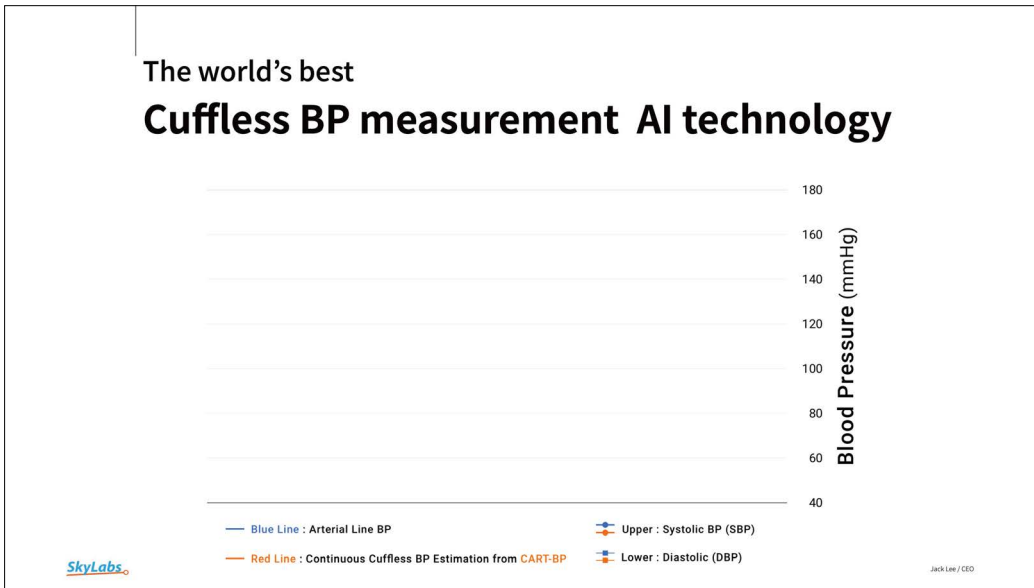 The world's best
Cuffless BP measurement AI technology
180
160
140
120
100
80
60
40
Blood Pressure (mmHg)
Blue Line : Arterial Line BP
Upper : Systolic BP (SBP)
Red Line : Continuous Cuffless BP Estimation from CART-BP
Lower : Diastolic (DBP)
SkyLabs
Jack Lee / CEO